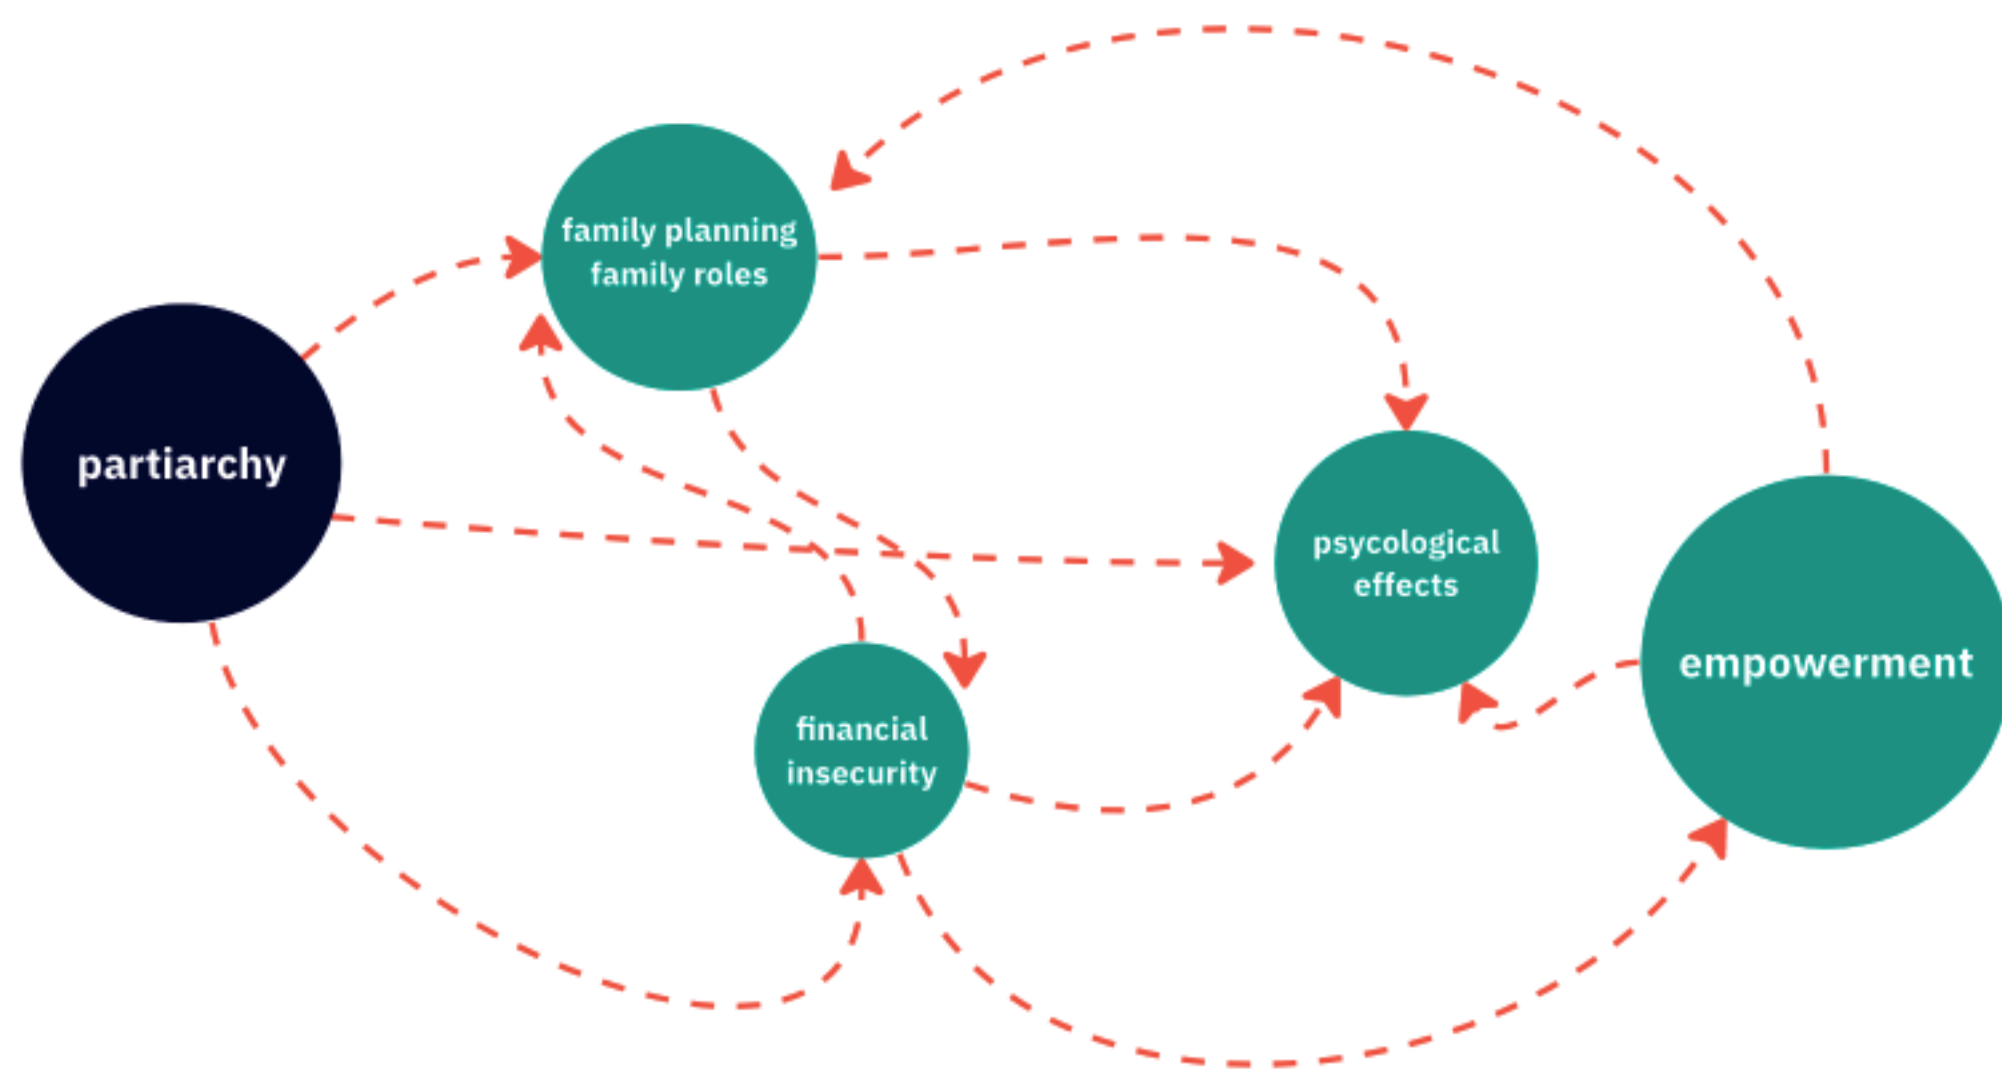 family planning
family roles
partiarchy
psycological
effects
empowerment
financial
insecurity